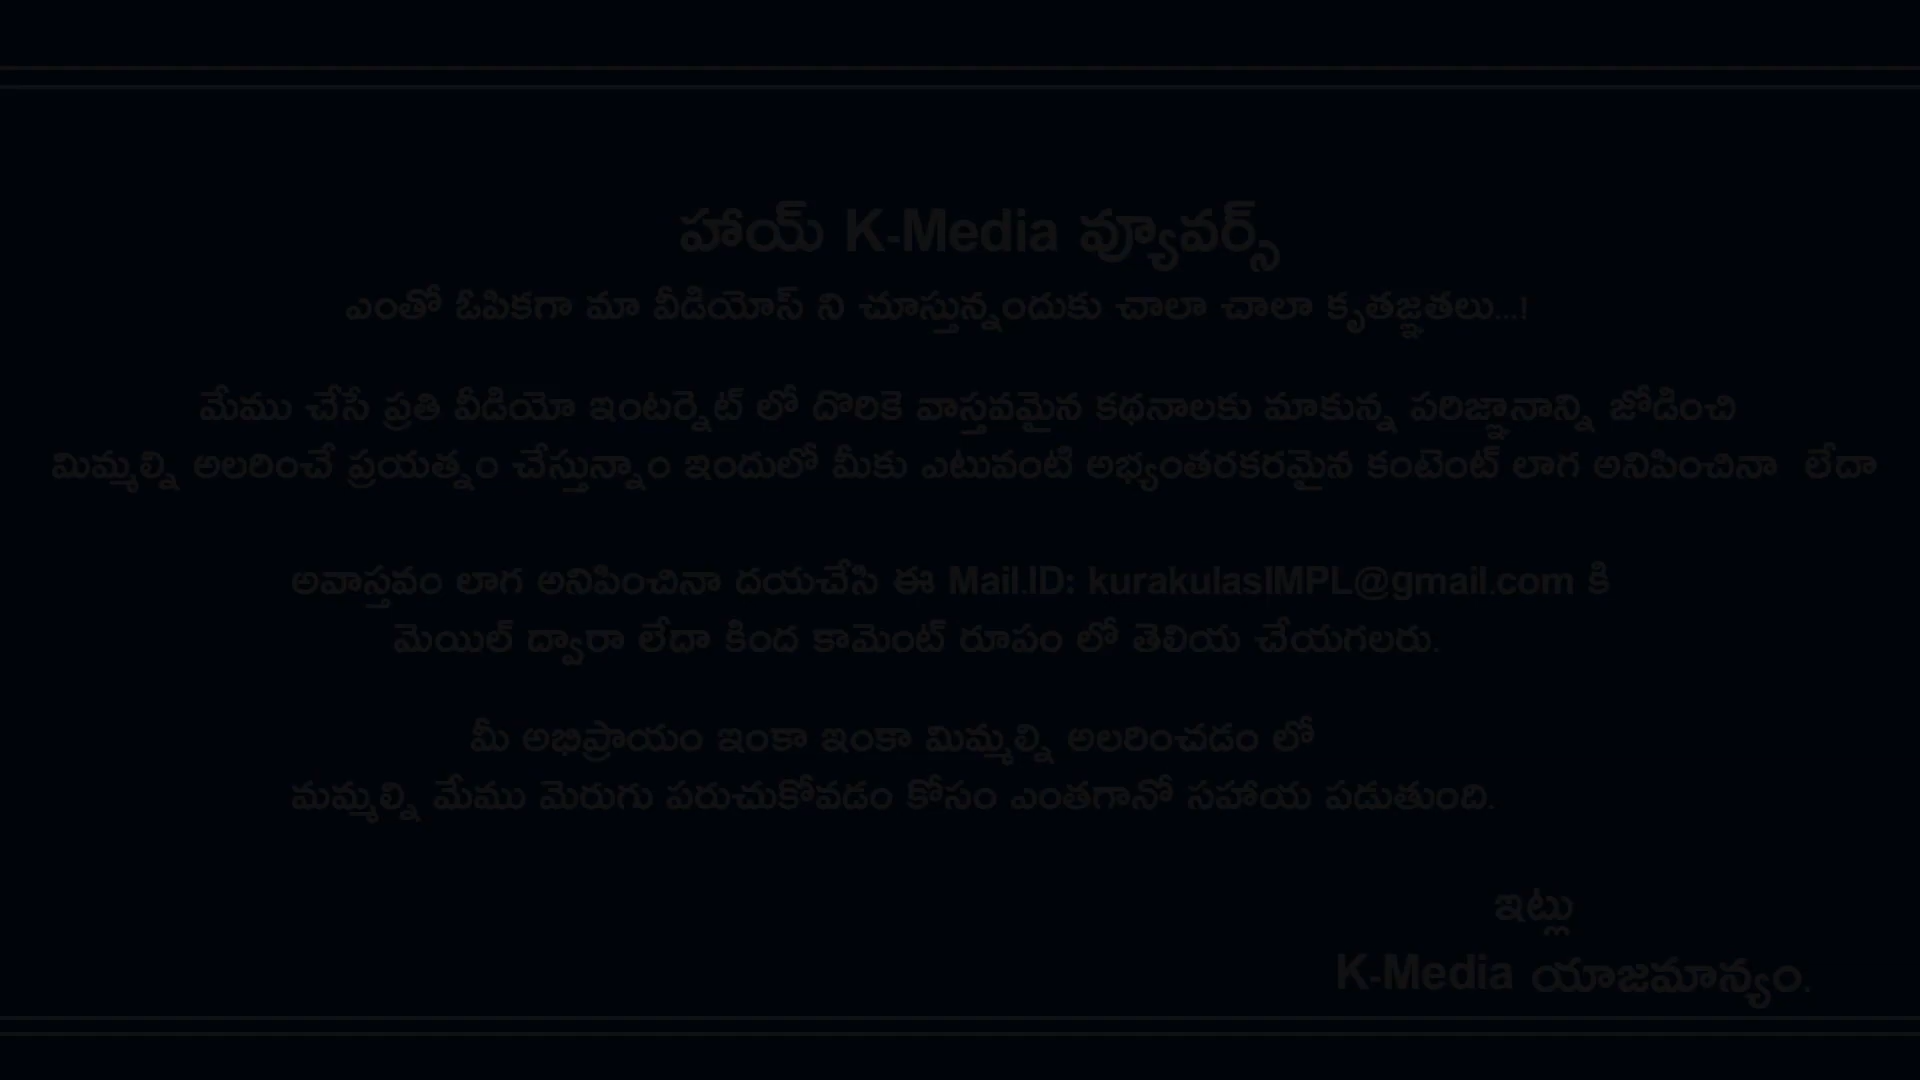 హాయ్ K-Media వ్యూవర్స్
ఎంతో ఓపికగా మా వీడియోస్ ని చూస్తున్నందుకు చాలా చాలా కృతజ్ఞతలు...!
మేము చేసే ప్రతి వీడియో ఇంటర్నెట్ లో దొరికె వాస్తవమైన కథనాలకు మాకున్న పరిజ్ఞానాన్ని జోడించి
మిమ్మల్ని అలరించే ప్రయత్నం చేస్తున్నాం ఇందులో మీకు ఎటువంటి అభ్యంతరకరమైన కంటెంట్ లాగ అనిపించినా లేదా
అవాస్తవం లాగ అనిపించినా దయచేసి ఈ Mail.ID: kurakulasIMPL@gmail.com కి
మెయిల్ ద్వారా లేదా కింద కామెంట్ రూపం లో తెలియ చేయగలరు.
మీ అభిప్రాయం ఇంకా ఇంకా మిమ్మల్ని అలరించడం లో
మమ్మల్ని మేము మెరుగు పరుచుకోవడం కోసం ఎంతగానో సహాయ పడుతుంది.
ఇట్లు
K-Media యాజమాన్యం.